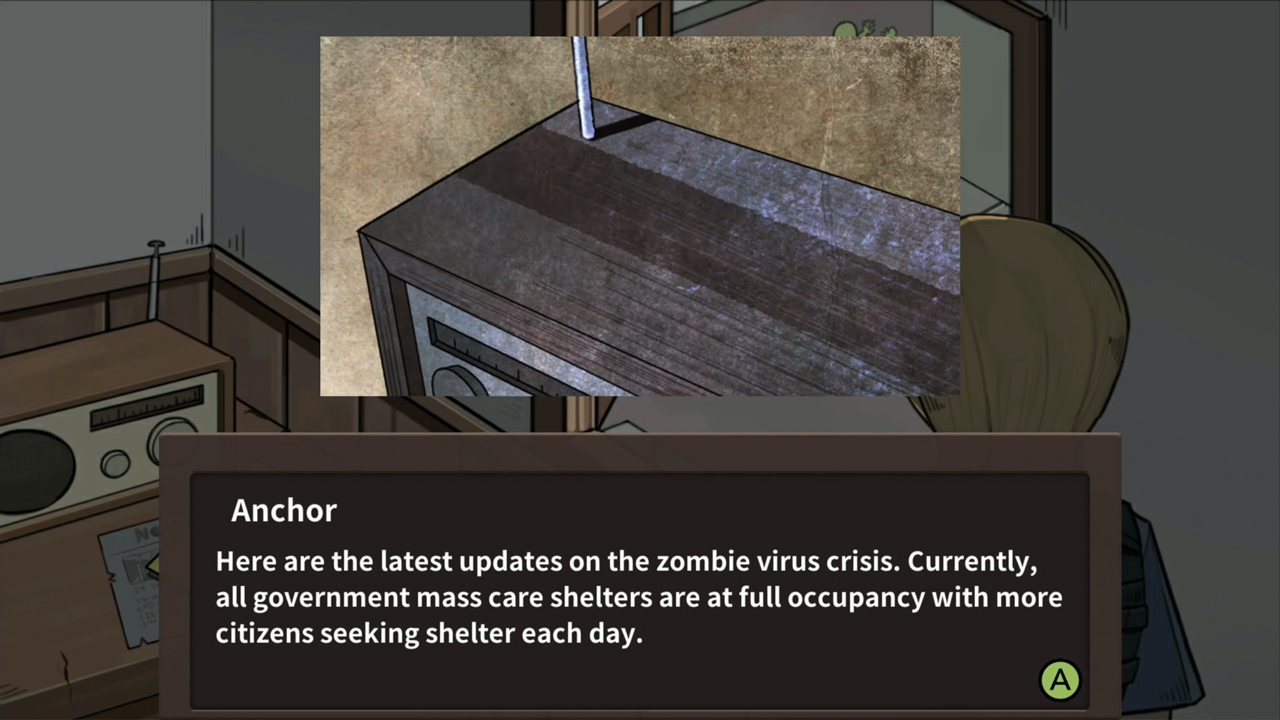 Anchor
Here are the latest updates on the zombie virus crisis. Currently,
all government mass care shelters are at full occupancy with more
citizens seeking shelter each day.
A